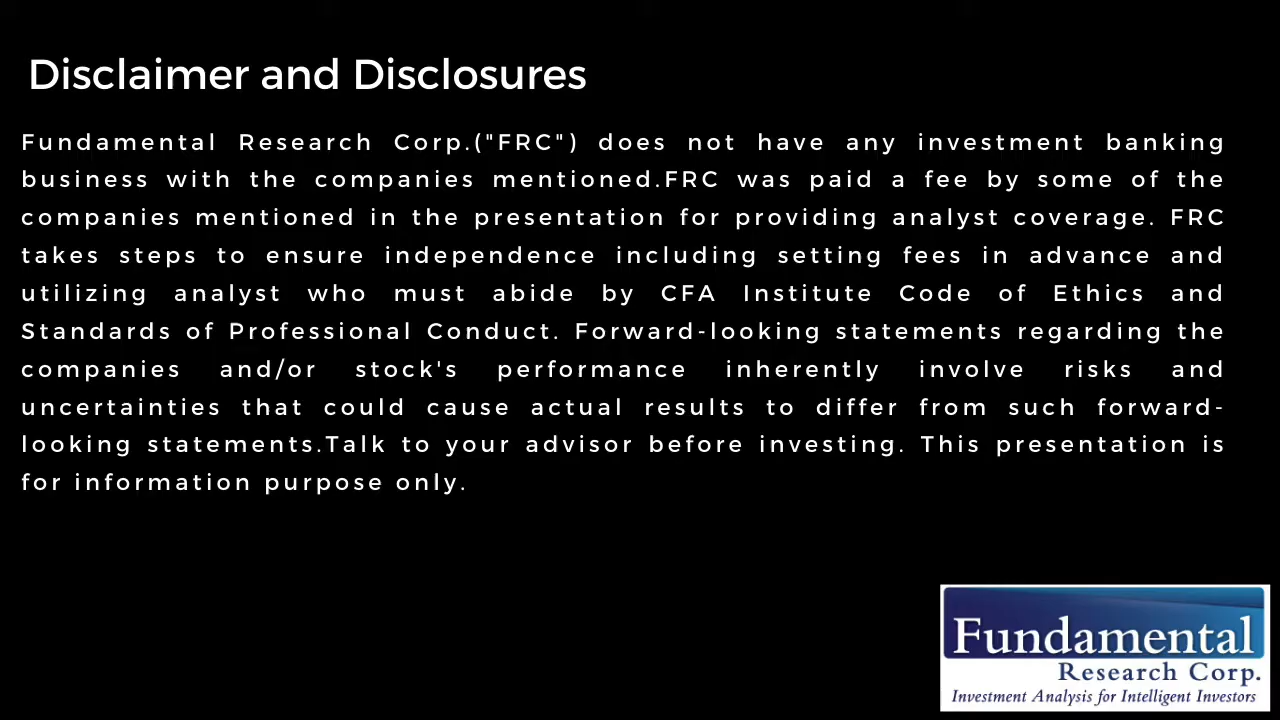 Disclaimer and Disclosures
Fundamental Research Corp.("FRC") does not have any investment banking
business with the companies mentioned.FRC was paid a fee by some of the
companies mentioned in the presentation for providing analyst coverage. FRC
takes steps to ensure independence including setting fees in advance and
utilizing analyst who must abide by CFA Institute Code of Ethics and
Standards of Professional Conduct. Forward-looking statements regarding the
companies and/or stock's performance inherently involve risks and
uncertainties that could cause actual results to differ from such forward-
looking statements.Talk to your advisor before investing. This presentation is
for information purpose only.
Fundamental
Research Corp.
Investment Analysis for Intelligent Investors